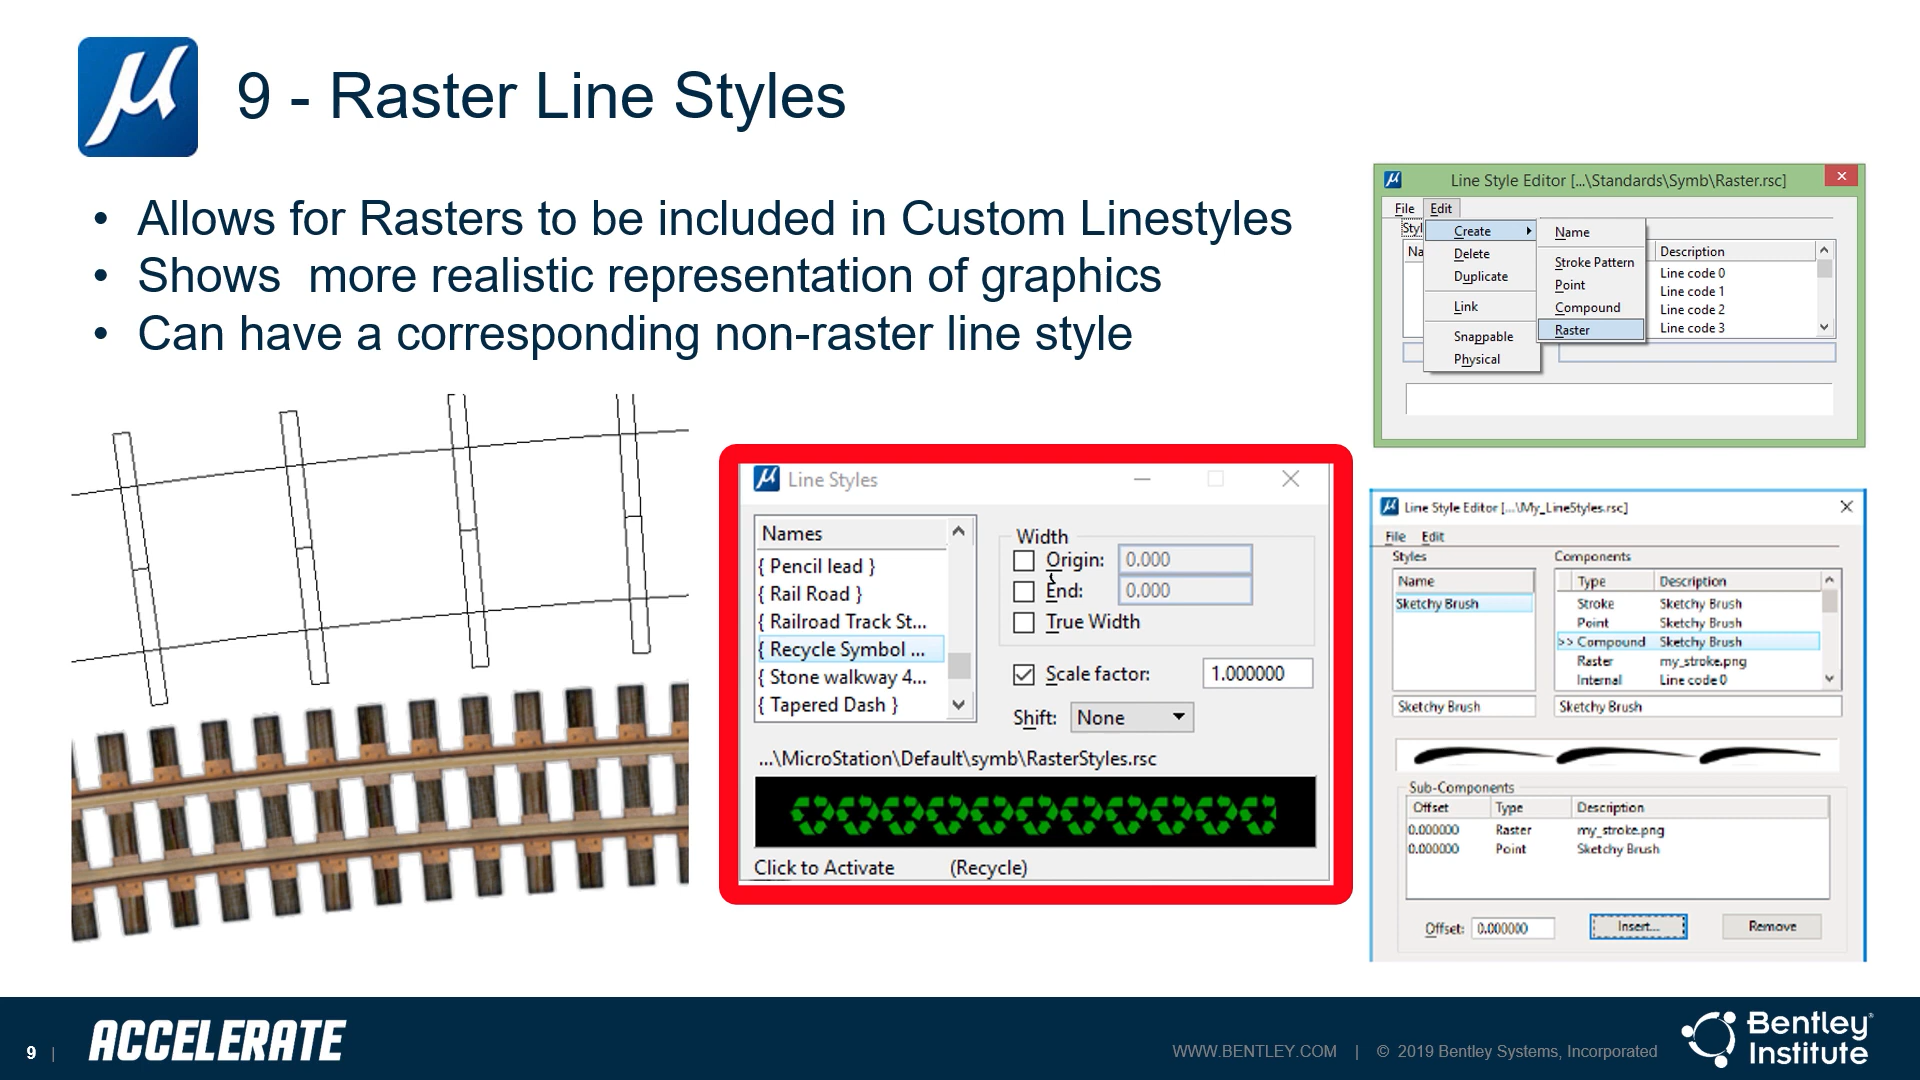 μ
9 - Raster Line Styles
• Allows for Rasters to be included in Custom Linestyles
• Shows  more realistic representation of graphics
• Can have a corresponding non-raster line style
Line Style Editor [...\Standards\Symb\Raster.rsc]
File Edit
Styl
Na
Create
Delete
Duplicate
Link
Snappable
Physical
Name
Stroke Pattern
Point
Compound
Raster
Description
Line code 0
Line code 1
Line code 2
Line code 3
Line Styles
Names
{ Pencil lead }
{ Rail Road }
{ Railroad Track St...
{ Recycle Symbol ...
{ Stone walkway 4...
{ Tapered Dash }
Width
Origin: 0.000
End: 0.000
True Width
Scale factor: 1.000000
Shift: None
...\MicroStation\Default\symb\RasterStyles.rsc
Click to Activate (Recycle)
Line Style Editor [...\My_LineStyles.rsc]
File Edit
Styles
Name
Sketchy Brush
Sketchy Brush
Components
Type Description
Stroke Sketchy Brush
Point Sketchy Brush
>> Compound Sketchy Brush
Raster my_stroke.png
Internal Line code 0
Sketchy Brush
Sub-Components
Offset Type Description
0.000000 Raster my_stroke.png
0.000000 Point Sketchy Brush
Offset: 0.000000 Insert... Remove
9 | ACCELERATE
WWW.BENTLEY.COM | © 2019 Bentley Systems, Incorporated
Bentley®
Institute